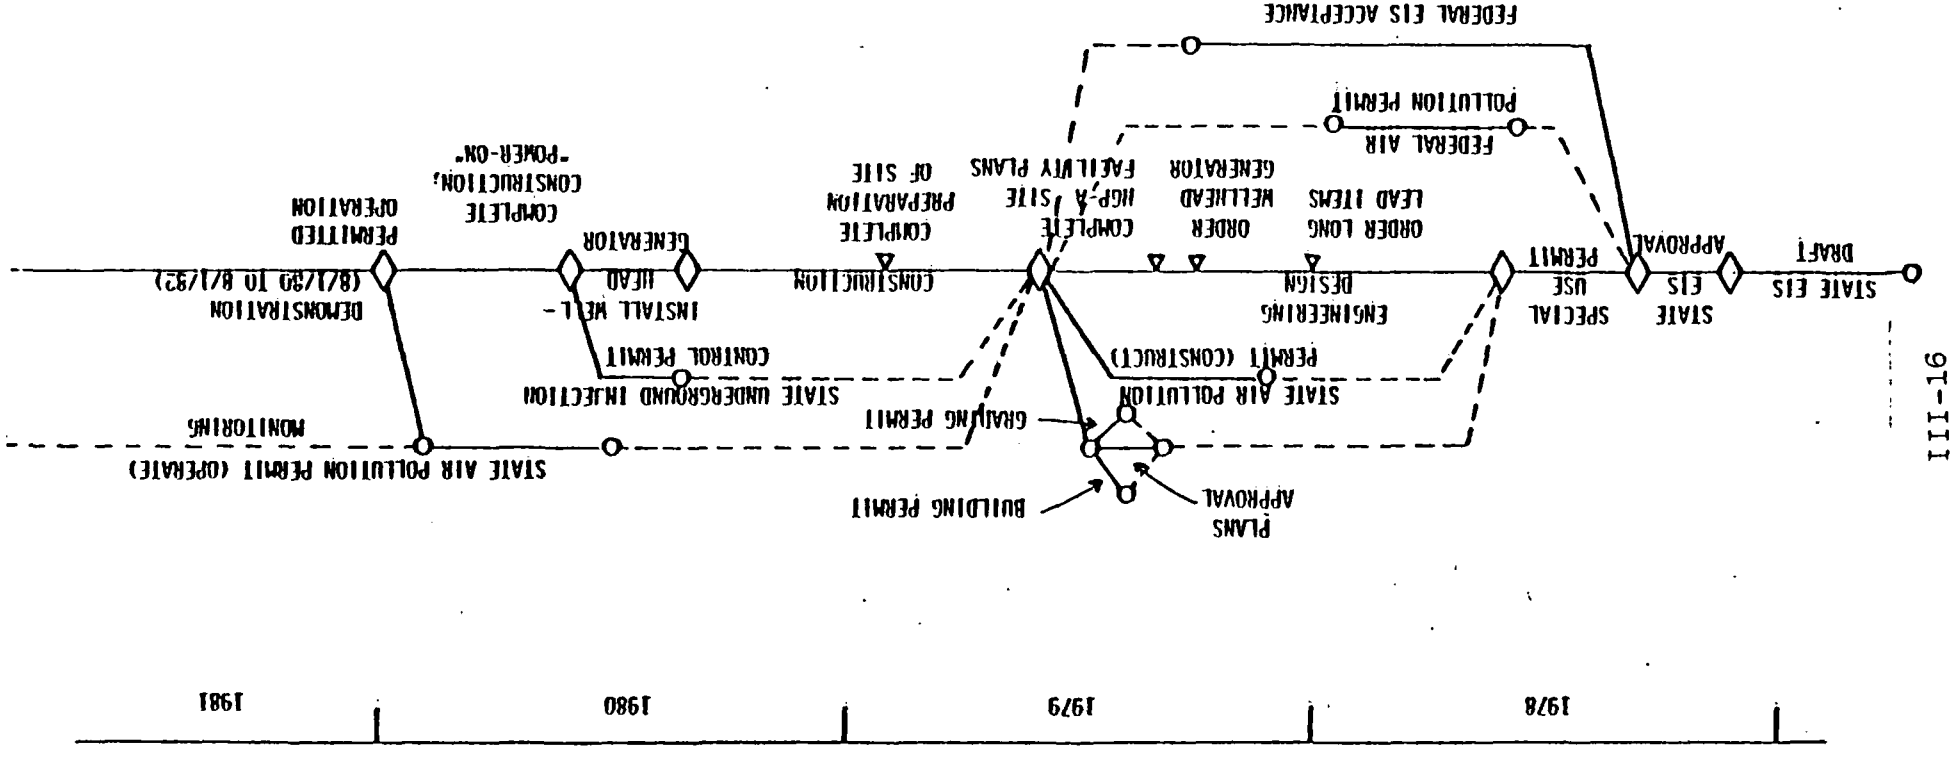 1978
1979
1980
1981
PLANS
APPROVAL
BUILDING PERMIT
GRADING PERMIT
STATE AIR POLLUTION
PERMIT (CONSTRUCT)
STATE AIR POLLUTION PERMIT (OPERATE)
MONITORING
STATE UNDERGROUND INJECTION
CONTROL PERMIT
STATE EIS
DRAFT
STATE
EIS
APPROVAL
SPECIAL
USE
PERMIT
ENGINEERING
DESIGN
CONSTRUCTION
INSTALL WELL-
HEAD
GENERATOR
DEMONSTRATION
(8/1/80 TO 8/1/82)
ORDER LONG
LEAD ITEMS
ORDER
WELLHEAD
GENERATOR
COMPLETE
HGP-A SITE
FACILITY PLANS
COMPLETE
PREPARATION
OF SITE
COMPLETE
CONSTRUCTION;
"POWER-ON"
PERMITTED
OPERATION
FEDERAL AIR
POLLUTION PERMIT
FEDERAL EIS ACCEPTANCE
III-16